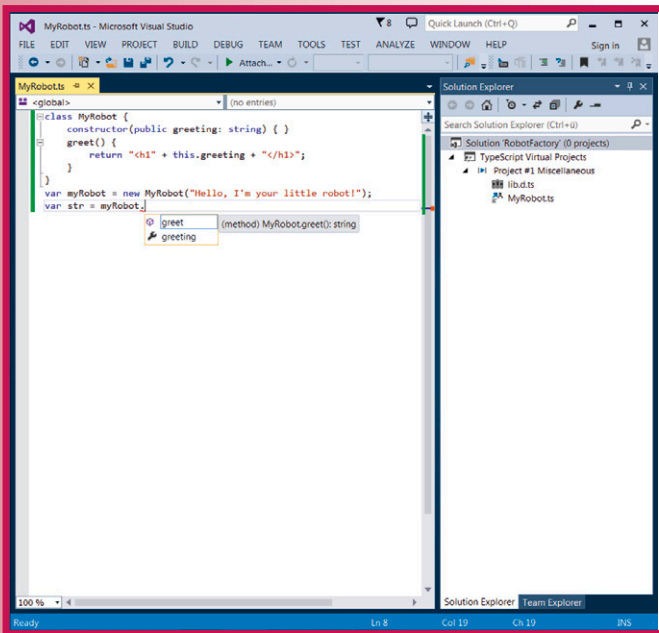 MyRobot.ts - Microsoft Visual Studio
8
Quick Launch (Ctrl+Q)
FILE EDIT VIEW PROJECT BUILD DEBUG TEAM TOOLS TEST ANALYZE WINDOW HELP
Sign in
Attach...
MyRobot.ts
<global>
(no entries)
class MyRobot {
constructor(public greeting: string) { }
greet() {
return "<h1" + this.greeting + "</h1>";
}
}
var myRobot = new MyRobot("Hello, I'm your little robot!");
var str = myRobot.
greet
(method) MyRobot.greet(): string
greeting
100 %
Solution Explorer
Search Solution Explorer (Ctrl+ü)
Solution 'RobotFactory' (0 projects)
TypeScript Virtual Projects
Project #1 Miscellaneous
lib.d.ts
MyRobot.ts
Solution Explorer Team Explorer
Ready
Ln 8
Col 19
Ch 19
INS